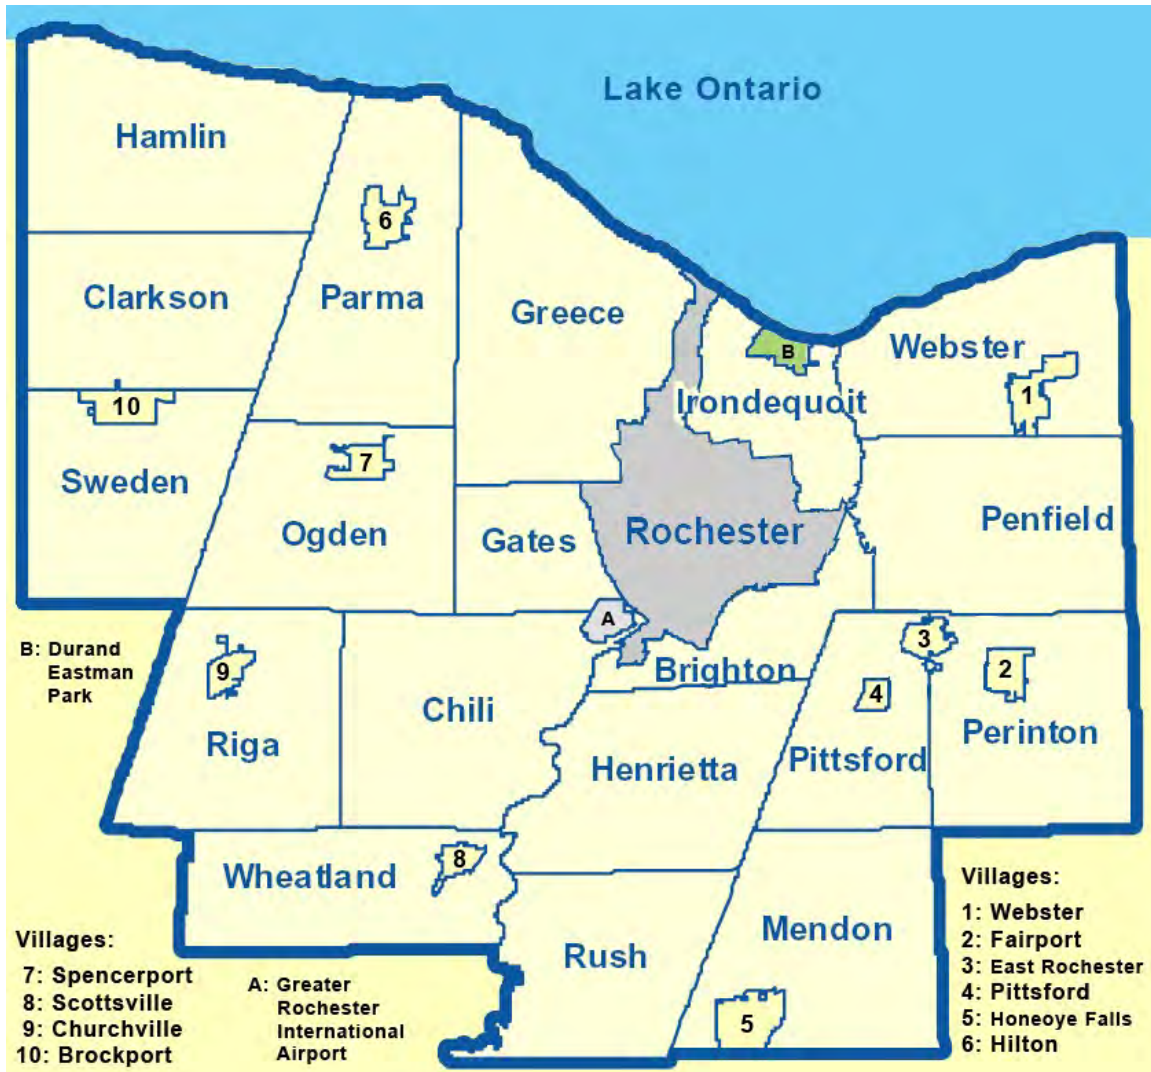 Lake Ontario
Hamlin
6
Clarkson
Parma
Greece
Webster
B
1
Irondequoit
10
Sweden
7
Ogden
Gates
Rochester
Penfield
A
B: Durand
Eastman
Park
9
Riga
Chili
Brighton
3
2
4
Perinton
Henrietta
Pittsford
8
Wheatland
Rush
Mendon
5
Villages:
7: Spencerport
8: Scottsville
9: Churchville
10: Brockport
A: Greater
Rochester
International
Airport
Villages:
1: Webster
2: Fairport
3: East Rochester
4: Pittsford
5: Honeoye Falls
6: Hilton